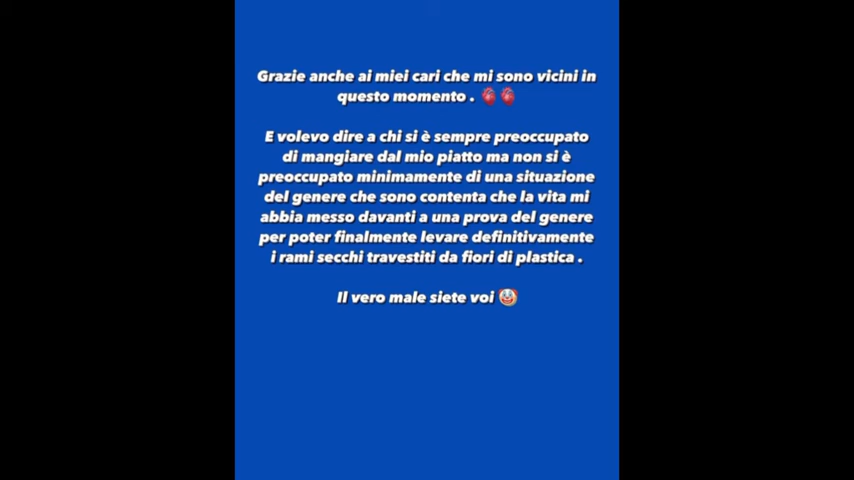 Grazie anche ai miei cari che mi sono vicini in
questo momento . 🫀🫀
E volevo dire a chi si è sempre preoccupato
di mangiare dal mio piatto ma non si è
preoccupato minimamente di una situazione
del genere che sono contenta che la vita mi
abbia messo davanti a una prova del genere
per poter finalmente levare definitivamente
i rami secchi travestiti da fiori di plastica .
Il vero male siete voi 🤡